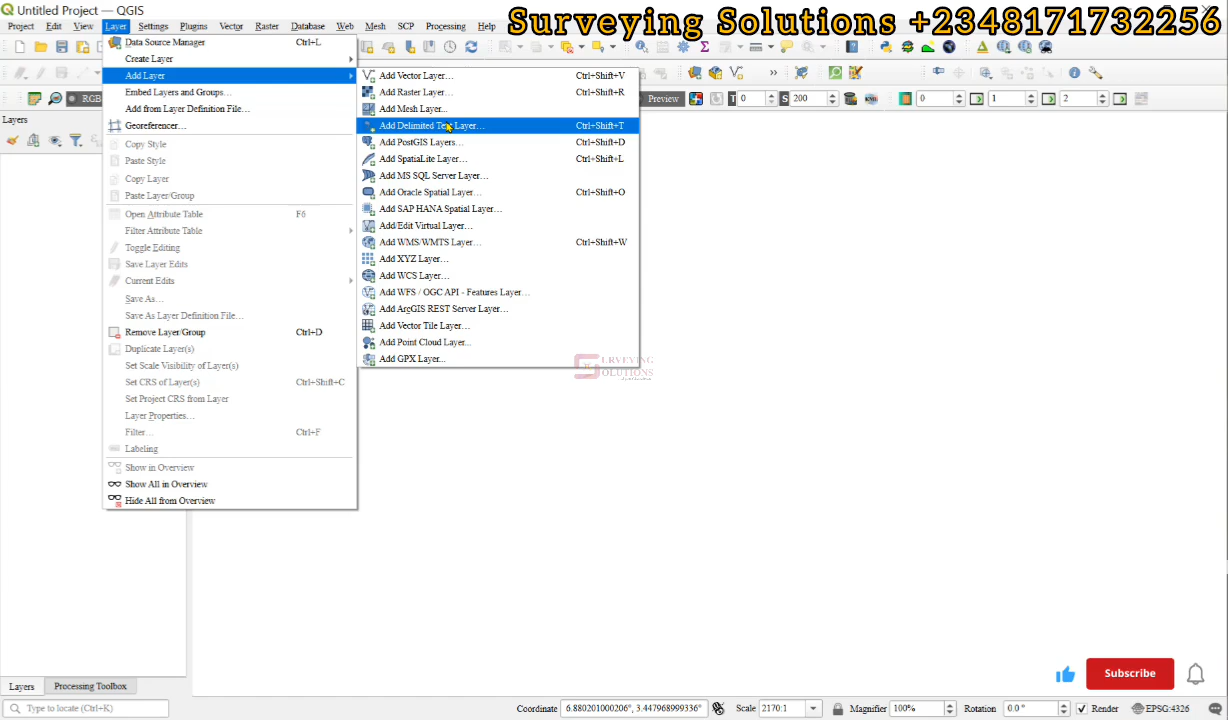 Untitled Project — QGIS
Surveying Solutions +2348171732256
Project Edit View Layer Settings Plugins Vector Raster Database Web Mesh SCP Processing Help
Data Source Manager Ctrl+L
Create Layer
Add Layer
Embed Layers and Groups…
Add from Layer Definition File…
Georeferencer…
Copy Style
Paste Style
Copy Layer
Paste Layer/Group
Open Attribute Table F6
Filter Attribute Table
Toggle Editing
Save Layer Edits
Current Edits
Save As…
Save As Layer Definition File…
Remove Layer/Group Ctrl+D
Duplicate Layer(s)
Set Scale Visibility of Layer(s)
Set CRS of Layer(s) Ctrl+Shift+C
Set Project CRS from Layer
Layer Properties…
Filter… Ctrl+F
Labeling
Show in Overview
Show All in Overview
Hide All from Overview
Add Vector Layer… Ctrl+Shift+V
Add Raster Layer… Ctrl+Shift+R
Add Mesh Layer…
Add Delimited Text Layer… Ctrl+Shift+T
Add PostGIS Layers… Ctrl+Shift+D
Add SpatiaLite Layer… Ctrl+Shift+L
Add MS SQL Server Layer…
Add Oracle Spatial Layer… Ctrl+Shift+O
Add SAP HANA Spatial Layer…
Add/Edit Virtual Layer…
Add WMS/WMTS Layer… Ctrl+Shift+W
Add XYZ Layer…
Add WCS Layer…
Add WFS / OGC API - Features Layer…
Add ArcGIS REST Server Layer…
Add Vector Tile Layer…
Add Point Cloud Layer…
Add GPX Layer…
RGB
Preview T 0 S 200 KML 0 1 2
Layers
SURVEYING
SOLUTIONS
Subscribe
Layers Processing Toolbox
Type to locate (Ctrl+K) Coordinate 6.880201000206°, 3.447968999336° Scale 2170:1 Magnifier 100% Rotation 0.0 ° Render EPSG:4326